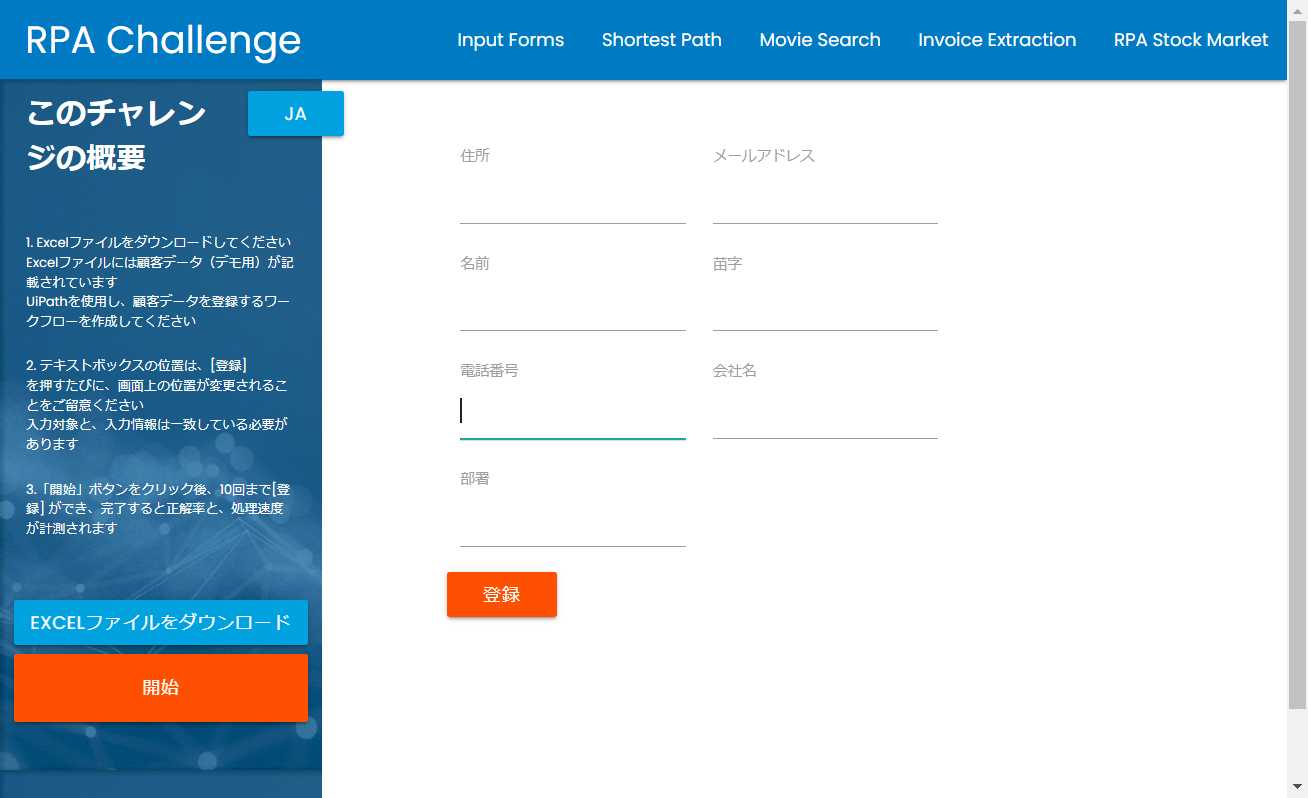 RPA Challenge
Input Forms
Shortest Path
Movie Search
Invoice Extraction
RPA Stock Market
このチャレン
ジの概要
JA
1. Excelファイルをダウンロードしてください
Excelファイルには顧客データ（デモ用）が記
載されています
UiPathを使用し、顧客データを登録するワー
クフローを作成してください
2. テキストボックスの位置は、[登録]
を押すたびに、画面上の位置が変更されるこ
とをご留意ください
入力対象と、入力情報は一致している必要が
あります
3.「開始」ボタンをクリック後、10回まで[登
録] ができ、完了すると正解率と、処理速度
が計測されます
EXCELファイルをダウンロード
開始
住所
メールアドレス
名前
苗字
電話番号
会社名
部署
登録